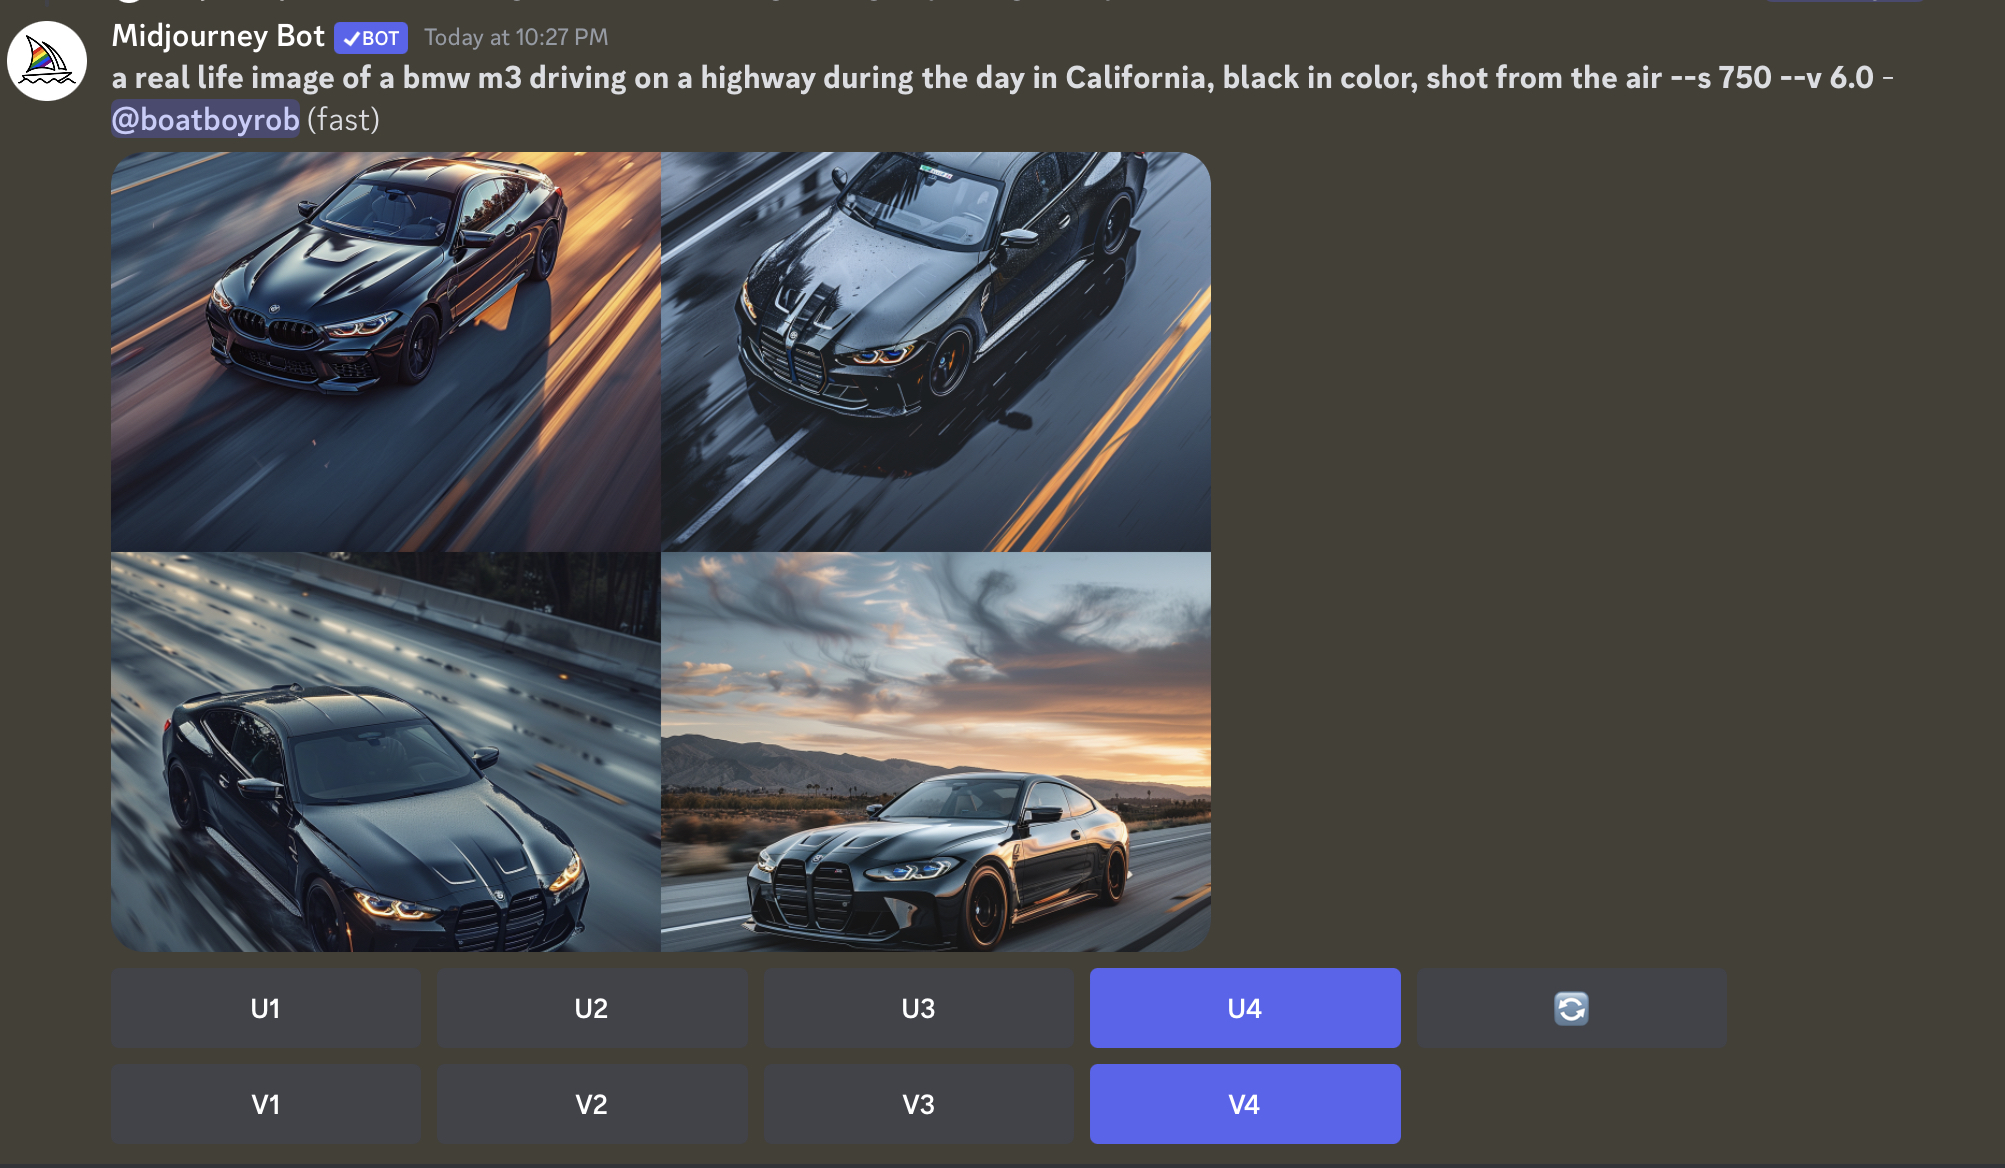 Midjourney Bot ✓BOT Today at 10:27 PM
a real life image of a bmw m3 driving on a highway during the day in California, black in color, shot from the air --s 750 --v 6.0 -
@boatboyrob (fast)
U1 U2 U3 U4
V1 V2 V3 V4